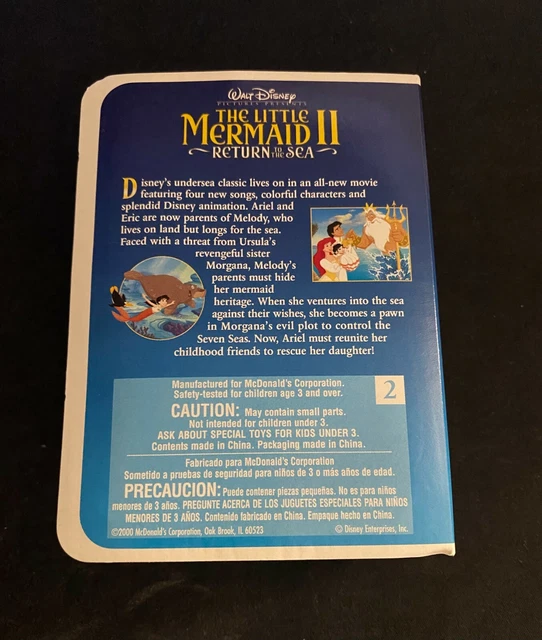 Walt Disney
PICTURES PRESENTS
THE LITTLE
MERMAID II
RETURN TO THE SEA
Disney's undersea classic lives on in an all-new movie
featuring four new songs, colorful characters and
splendid Disney animation. Ariel and
Eric are now parents of Melody, who
lives on land but longs for the sea.
Faced with a threat from Ursula's
revengeful sister
Morgana, Melody's
parents must hide
her mermaid
heritage. When she ventures into the sea
against their wishes, she becomes a pawn
in Morgana's evil plot to control the
Seven Seas. Now, Ariel must reunite her
childhood friends to rescue her daughter!
Manufactured for McDonald's Corporation.
Safety-tested for children age 3 and over.
2
CAUTION: May contain small parts.
Not intended for children under 3.
ASK ABOUT SPECIAL TOYS FOR KIDS UNDER 3.
Contents made in China. Packaging made in China.
Fabricado para McDonald's Corporation
Sometido a pruebas de seguridad para niños de 3 o más años de edad.
PRECAUCION: Puede contener piezas pequeñas. No es para niños
menores de 3 años. PREGUNTE ACERCA DE LOS JUGUETES ESPECIALES PARA NIÑOS
MENORES DE 3 AÑOS. Contenido fabricado en China. Empaque hecho en China.
©2000 McDonald's Corporation, Oak Brook, IL 60523
© Disney Enterprises, Inc.